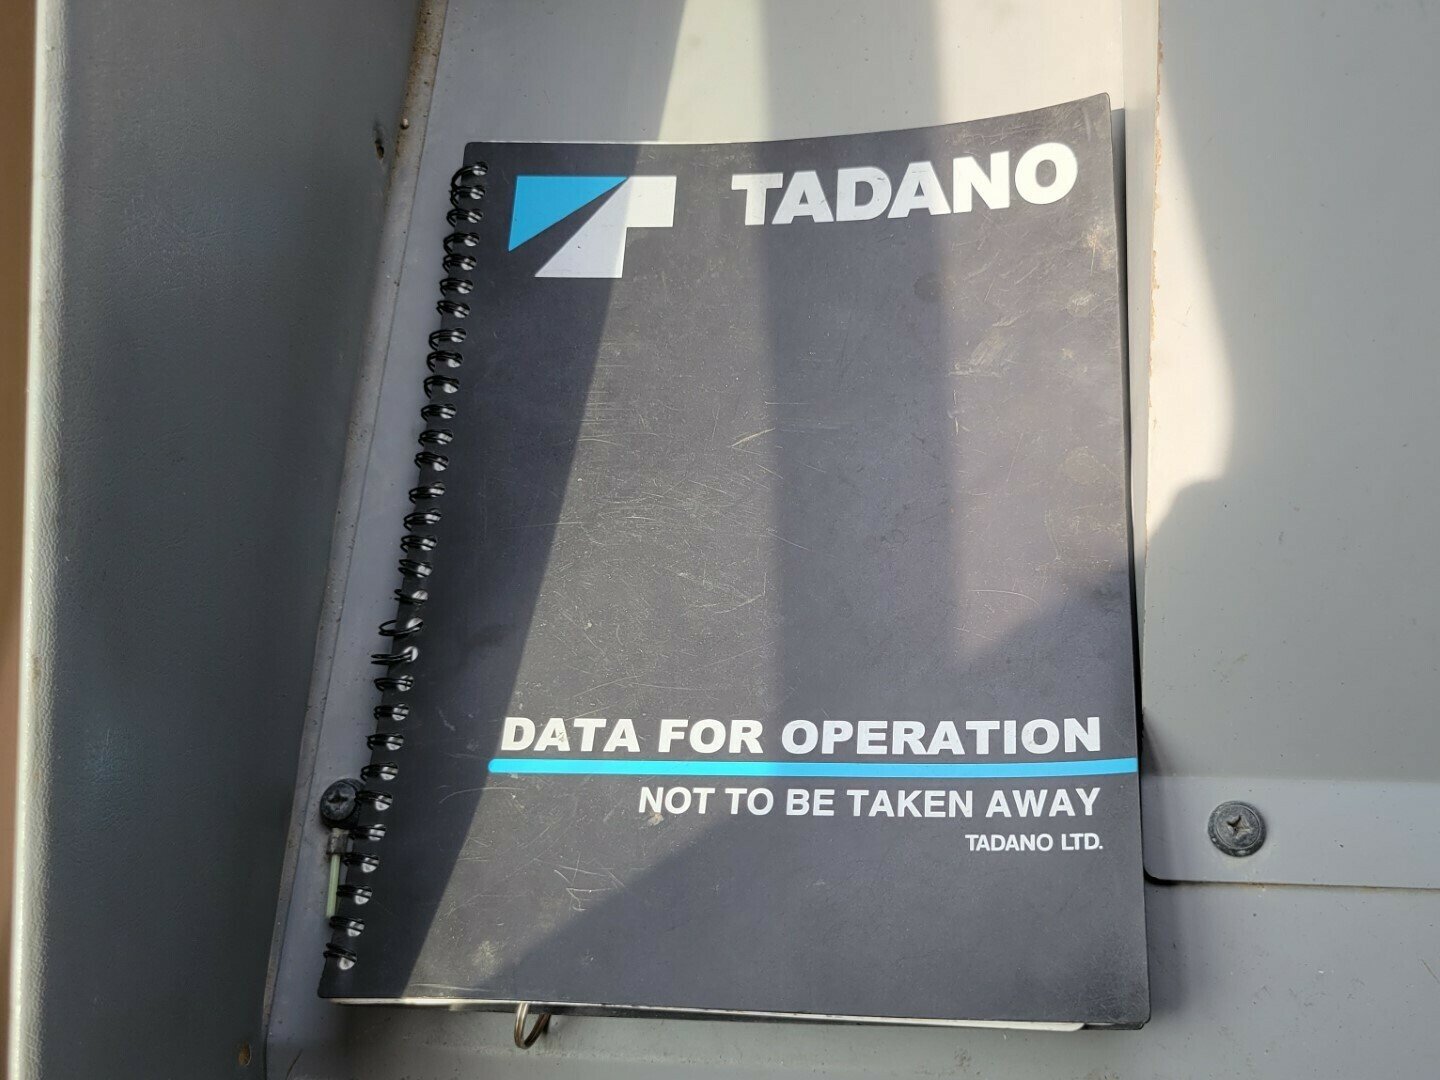 TADANO
DATA FOR OPERATION
NOT TO BE TAKEN AWAY
TADANO LTD.